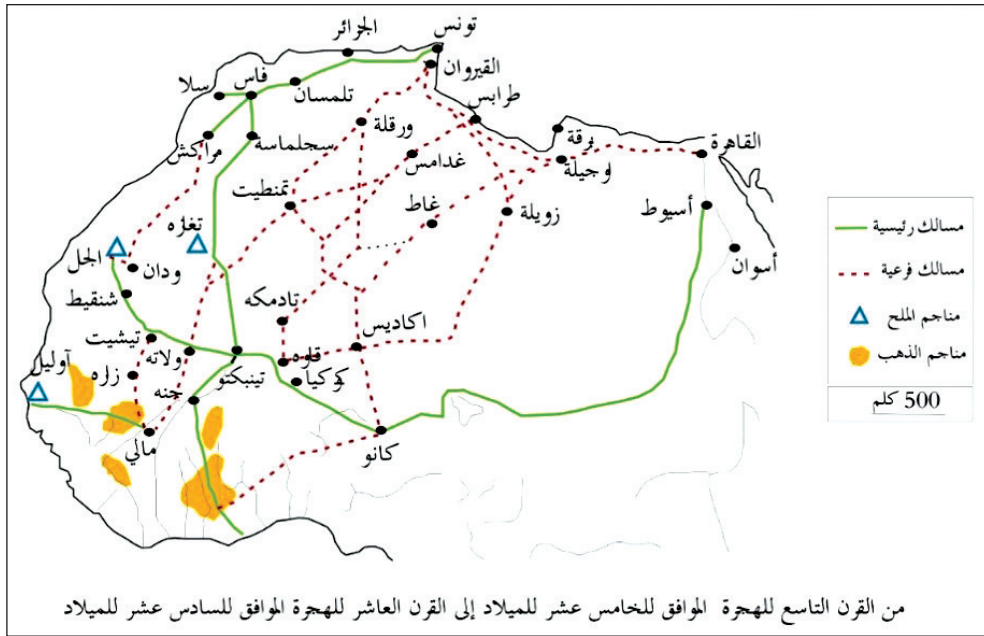 تونس
الجزائر
القيروان
سلا
فاس
تلمسان
طرابس
مراكش
سجلماسة
ورقلة
غدامس
برقة
القاهرة
اوجيلة
تمنطيت
غاط
زويلة
أسيوط
أسوان
تغازه
الجل
ودان
شنقيط
تادمكه
اكاديس
تيشيت
ولاته
تينبكتو
قاوه
كوكيا
آوليل
زاره
جنه
مالي
كانو
مسالك رئيسية
مسالك فرعية
مناجم الملح
مناجم الذهب
500 كلم
من القرن التاسع للهجرة الموافق للخامس عشر للميلاد إلى القرن العاشر للهجرة الموافق للسادس عشر للميلاد